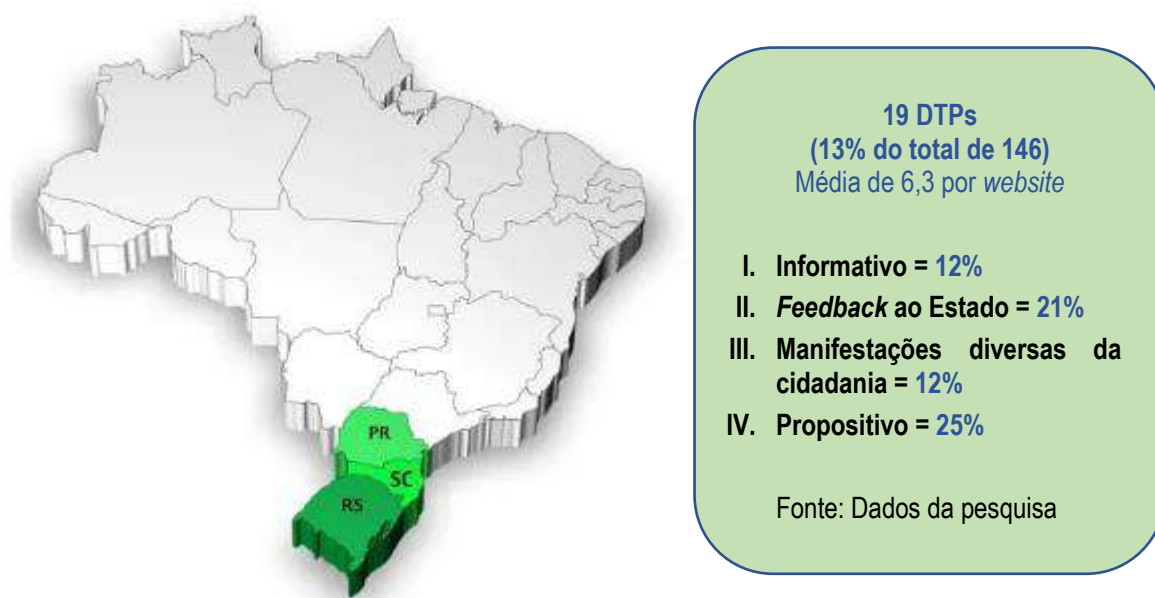 PR
SC
RS
19 DTPs
(13% do total de 146)
Média de 6,3 por website
I. Informativo = 12%
II. Feedback ao Estado = 21%
III. Manifestações diversas da
cidadania = 12%
IV. Propositivo = 25%
Fonte: Dados da pesquisa